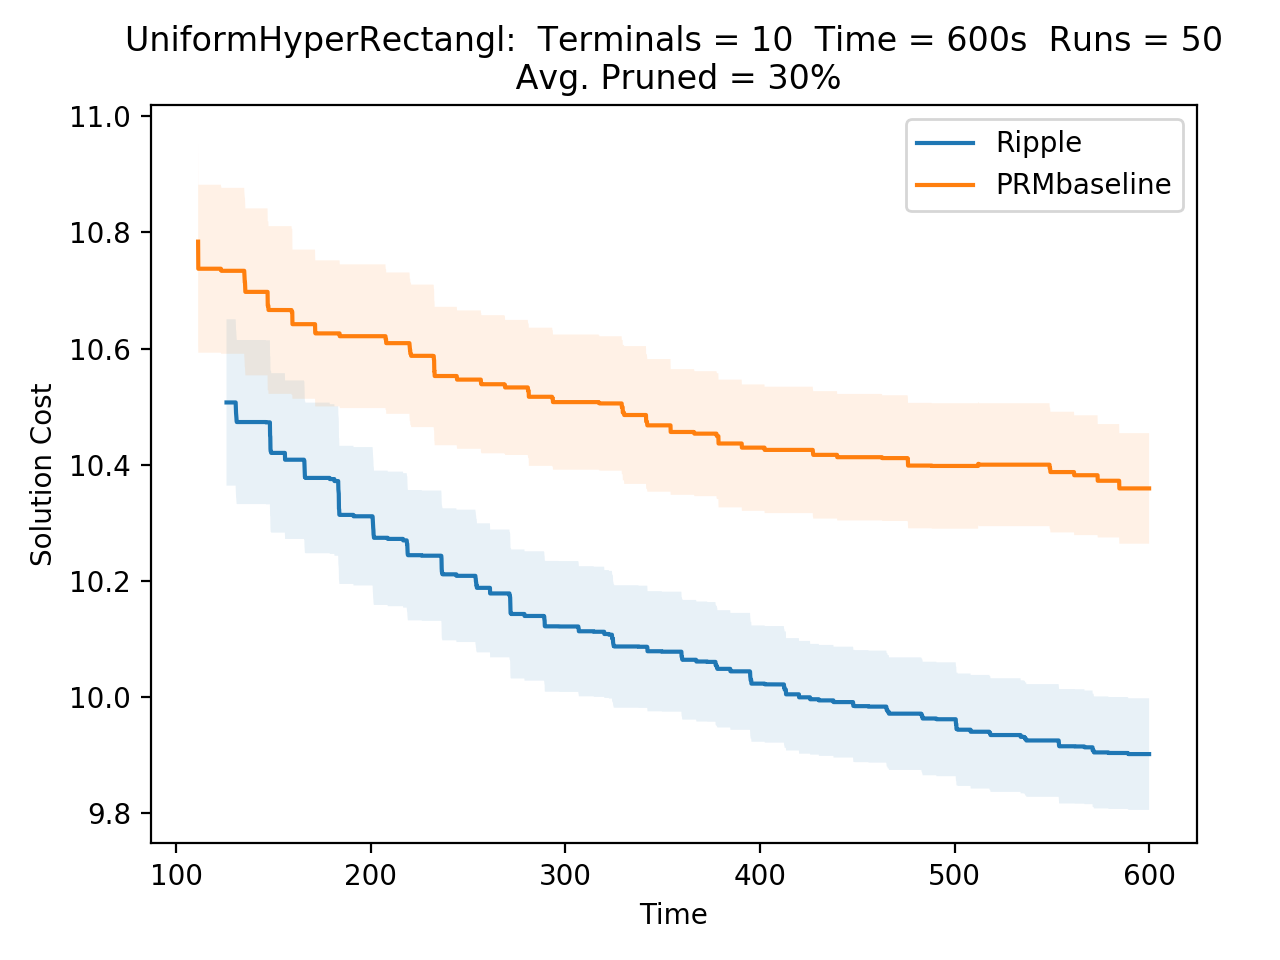 UniformHyperRectangl: Terminals = 10 Time = 600s Runs = 50
Avg. Pruned = 30%
Ripple
PRMbaseline
Solution Cost
11.0
10.8
10.6
10.4
10.2
10.0
9.8
100 200 300 400 500 600
Time